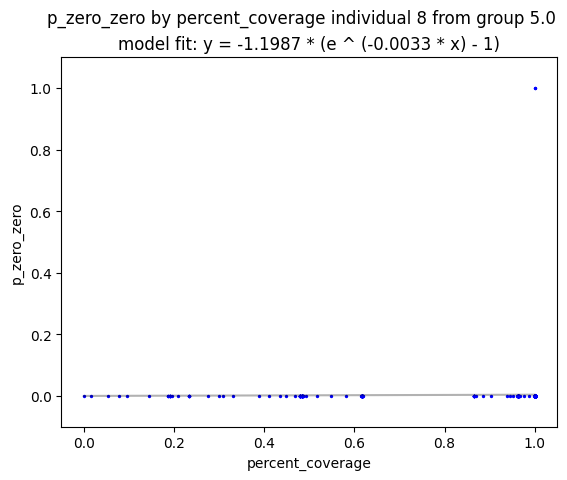 p_zero_zero by percent_coverage individual 8 from group 5.0
model fit: y = -1.1987 * (e ^ (-0.0033 * x) - 1)
1.0
0.8
0.6
0.4
0.2
0.0
p_zero_zero
0.0 0.2 0.4 0.6 0.8 1.0
percent_coverage